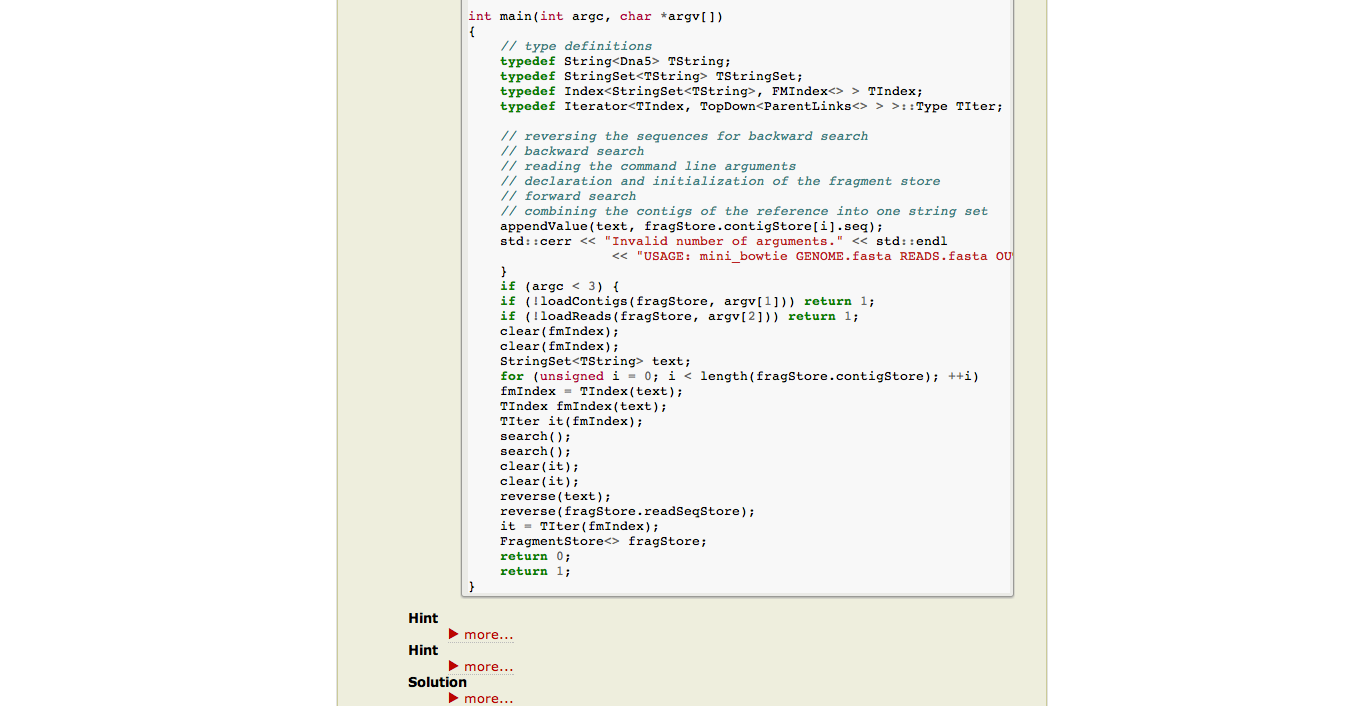 int main(int argc, char *argv[])
{
    // type definitions
    typedef String<Dna5> TString;
    typedef StringSet<TString> TStringSet;
    typedef Index<StringSet<TString>, FMIndex<> > TIndex;
    typedef Iterator<TIndex, TopDown<ParentLinks<> > >::Type TIter;

    // reversing the sequences for backward search
    // backward search
    // reading the command line arguments
    // declaration and initialization of the fragment store
    // forward search
    // combining the contigs of the reference into one string set
    appendValue(text, fragStore.contigStore[i].seq);
    std::cerr << "Invalid number of arguments." << std::endl
              << "USAGE: mini_bowtie GENOME.fasta READS.fasta OU
    }
    if (argc < 3) {
    if (!loadContigs(fragStore, argv[1])) return 1;
    if (!loadReads(fragStore, argv[2])) return 1;
    clear(fmIndex);
    clear(fmIndex);
    StringSet<TString> text;
    for (unsigned i = 0; i < length(fragStore.contigStore); ++i)
    fmIndex = TIndex(text);
    TIndex fmIndex(text);
    TIter it(fmIndex);
    search();
    search();
    clear(it);
    clear(it);
    reverse(text);
    reverse(fragStore.readSeqStore);
    it = TIter(fmIndex);
    FragmentStore<> fragStore;
    return 0;
    return 1;
}
Hint
more...
Hint
more...
Solution
more...